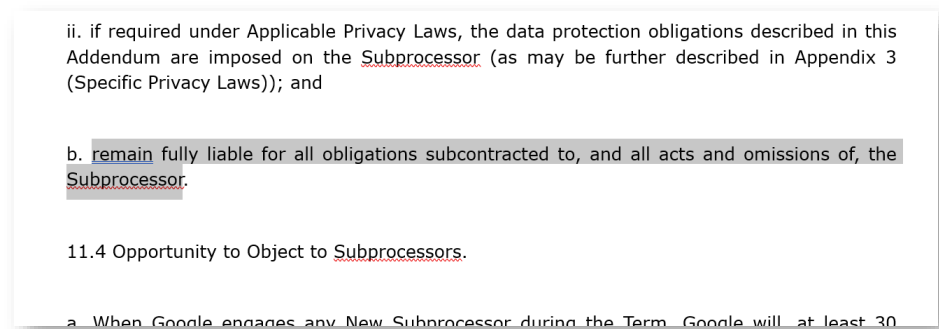 ii. if required under Applicable Privacy Laws, the data protection obligations described in this
Addendum are imposed on the Subprocessor (as may be further described in Appendix 3
(Specific Privacy Laws)); and
b. remain fully liable for all obligations subcontracted to, and all acts and omissions of, the
Subprocessor.
11.4 Opportunity to Object to Subprocessors.
a. When Google engages any New Subprocessor during the Term, Google will, at least 30